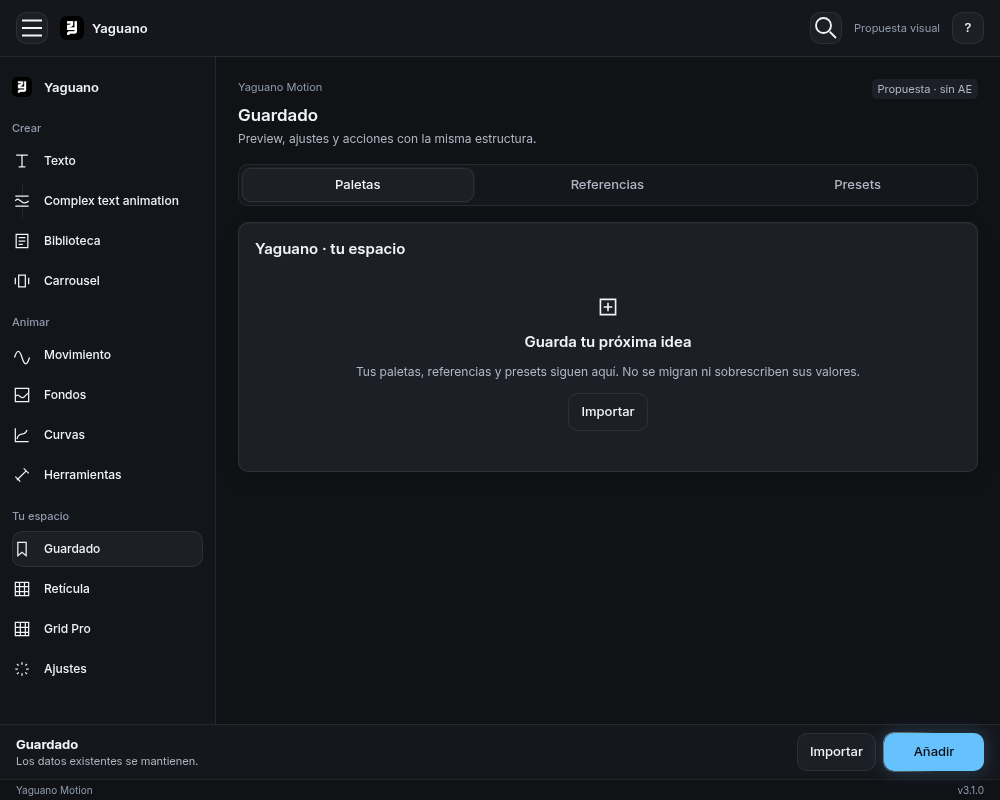 Yaguano
Propuesta visual
?
Yaguano
Crear
Texto
Complex text animation
Biblioteca
Carrousel
Animar
Movimiento
Fondos
Curvas
Herramientas
Tu espacio
Guardado
Retícula
Grid Pro
Ajustes
Yaguano Motion
Propuesta · sin AE
Guardado
Preview, ajustes y acciones con la misma estructura.
Paletas
Referencias
Presets
Yaguano · tu espacio
Guarda tu próxima idea
Tus paletas, referencias y presets siguen aquí. No se migran ni sobrescriben sus valores.
Importar
Guardado
Los datos existentes se mantienen.
Importar
Añadir
Yaguano Motion
v3.1.0